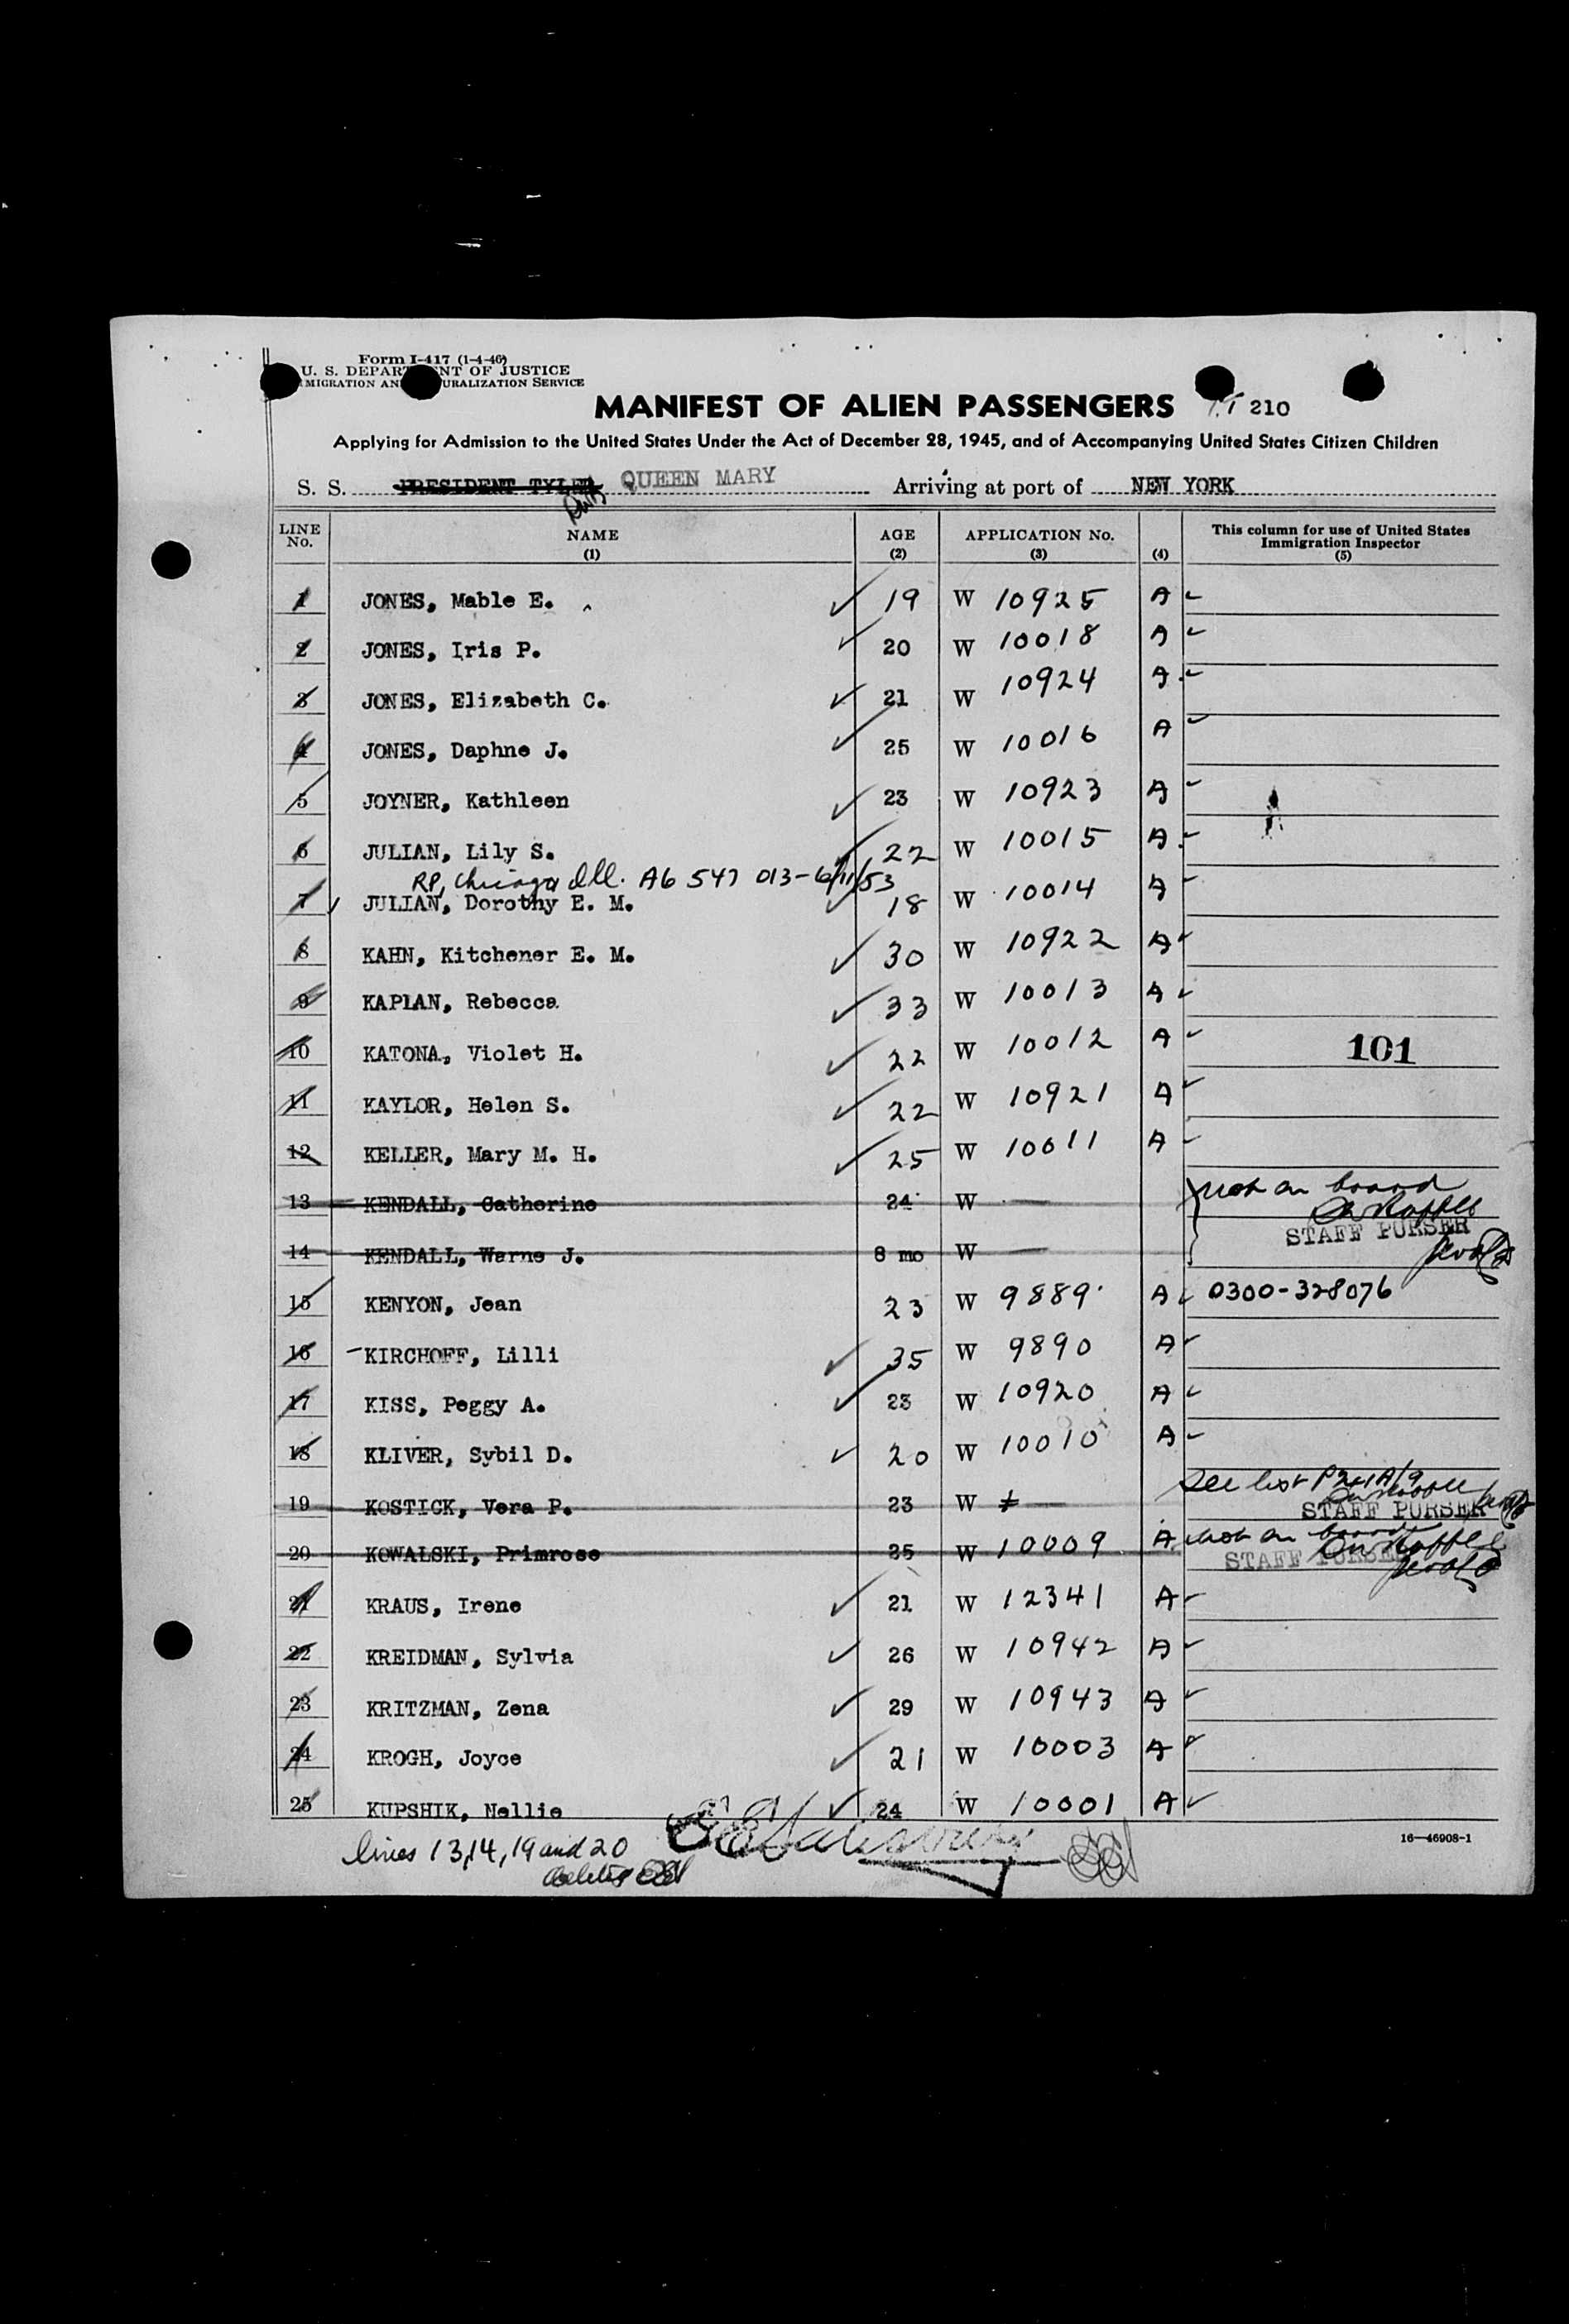 Form I-417 (1-4-46)
U. S. DEPARTMENT OF JUSTICE
IMMIGRATION AND NATURALIZATION SERVICE
MANIFEST OF ALIEN PASSENGERS 210
Applying for Admission to the United States Under the Act of December 28, 1945, and of Accompanying United States Citizen Children
S. S. PRESIDENT TYLER QUEEN MARY Arriving at port of NEW YORK
LINE No. NAME (1) AGE (2) APPLICATION No. (3) (4) This column for use of United States Immigration Inspector (5)
1 JONES, Mable E. 19 W 10925 A
2 JONES, Iris P. 20 W 10018 A
3 JONES, Elizabeth C. 21 W 10924 A
4 JONES, Daphne J. 25 W 10016 A
5 JOYNER, Kathleen 23 W 10923 A
6 JULIAN, Lily S. 22 W 10015 A
RP, Chicago Ill. A6 547 013-6/11/53
7 JULIAN, Dorothy E. M. 18 W 10014 A
8 KAHN, Kitchener E. M. 30 W 10922 A
9 KAPLAN, Rebecca 33 W 10013 A
10 KATONA, Violet H. 22 W 10012 A 101
11 KAYLOR, Helen S. 22 W 10921 A
12 KELLER, Mary M. H. 25 W 10011 A
13 KENDALL, Catherine 24 W not on board
STAFF PURSER
14 KENDALL, Warne J. 8 mo W
15 KENYON, Jean 23 W 9889 A 0300-328076
16 KIRCHOFF, Lilli 35 W 9890 A
17 KISS, Peggy A. 23 W 10920 A
18 KLIVER, Sybil D. 20 W 10010 A
see list P241A/9
19 KOSTICK, Vera P. 23 W STAFF PURSER
20 KOWALSKI, Primrose 25 W 10009 A not on board
STAFF PURSER
21 KRAUS, Irene 21 W 12341 A
22 KREIDMAN, Sylvia 26 W 10942 A
23 KRITZMAN, Zena 29 W 10943 A
24 KROGH, Joyce 21 W 10003 A
25 KUPSHIK, Nellie 24 W 10001 A
lines 13,14,19 and 20
16—46908-1